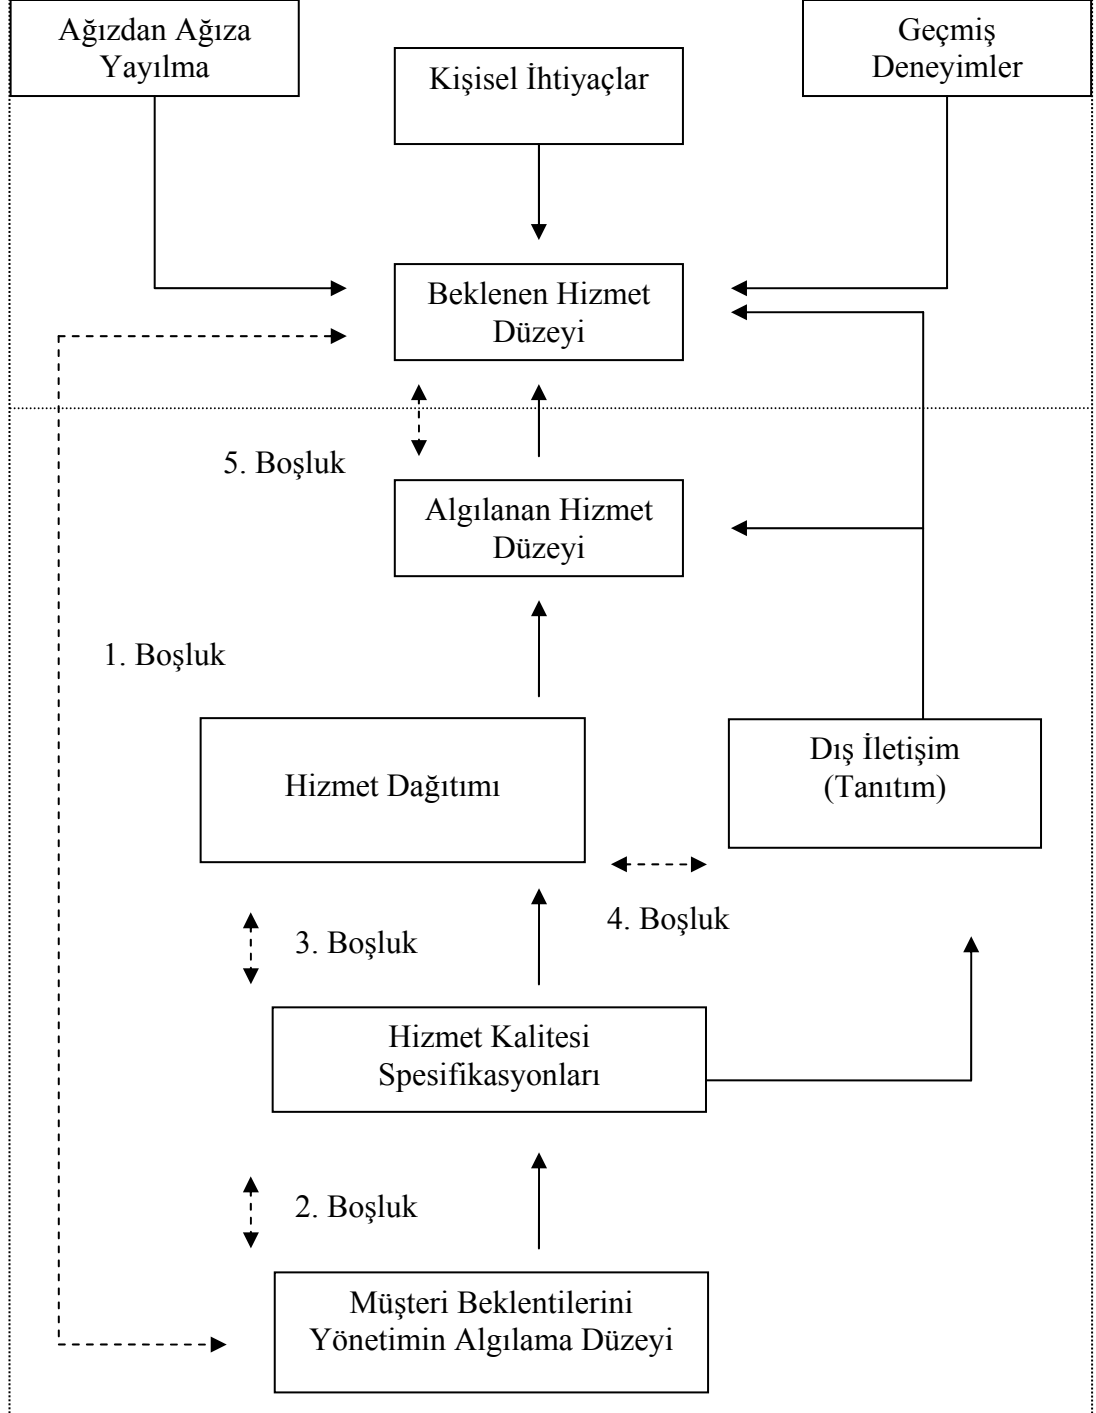 Ağızdan Ağıza
Yayılma
Kişisel İhtiyaçlar
Geçmiş
Deneyimler
Beklenen Hizmet
Düzeyi
5. Boşluk
Algılanan Hizmet
Düzeyi
1. Boşluk
Hizmet Dağıtımı
Dış İletişim
(Tanıtım)
4. Boşluk
3. Boşluk
Hizmet Kalitesi
Spesifikasyonları
2. Boşluk
Müşteri Beklentilerini
Yönetimin Algılama Düzeyi